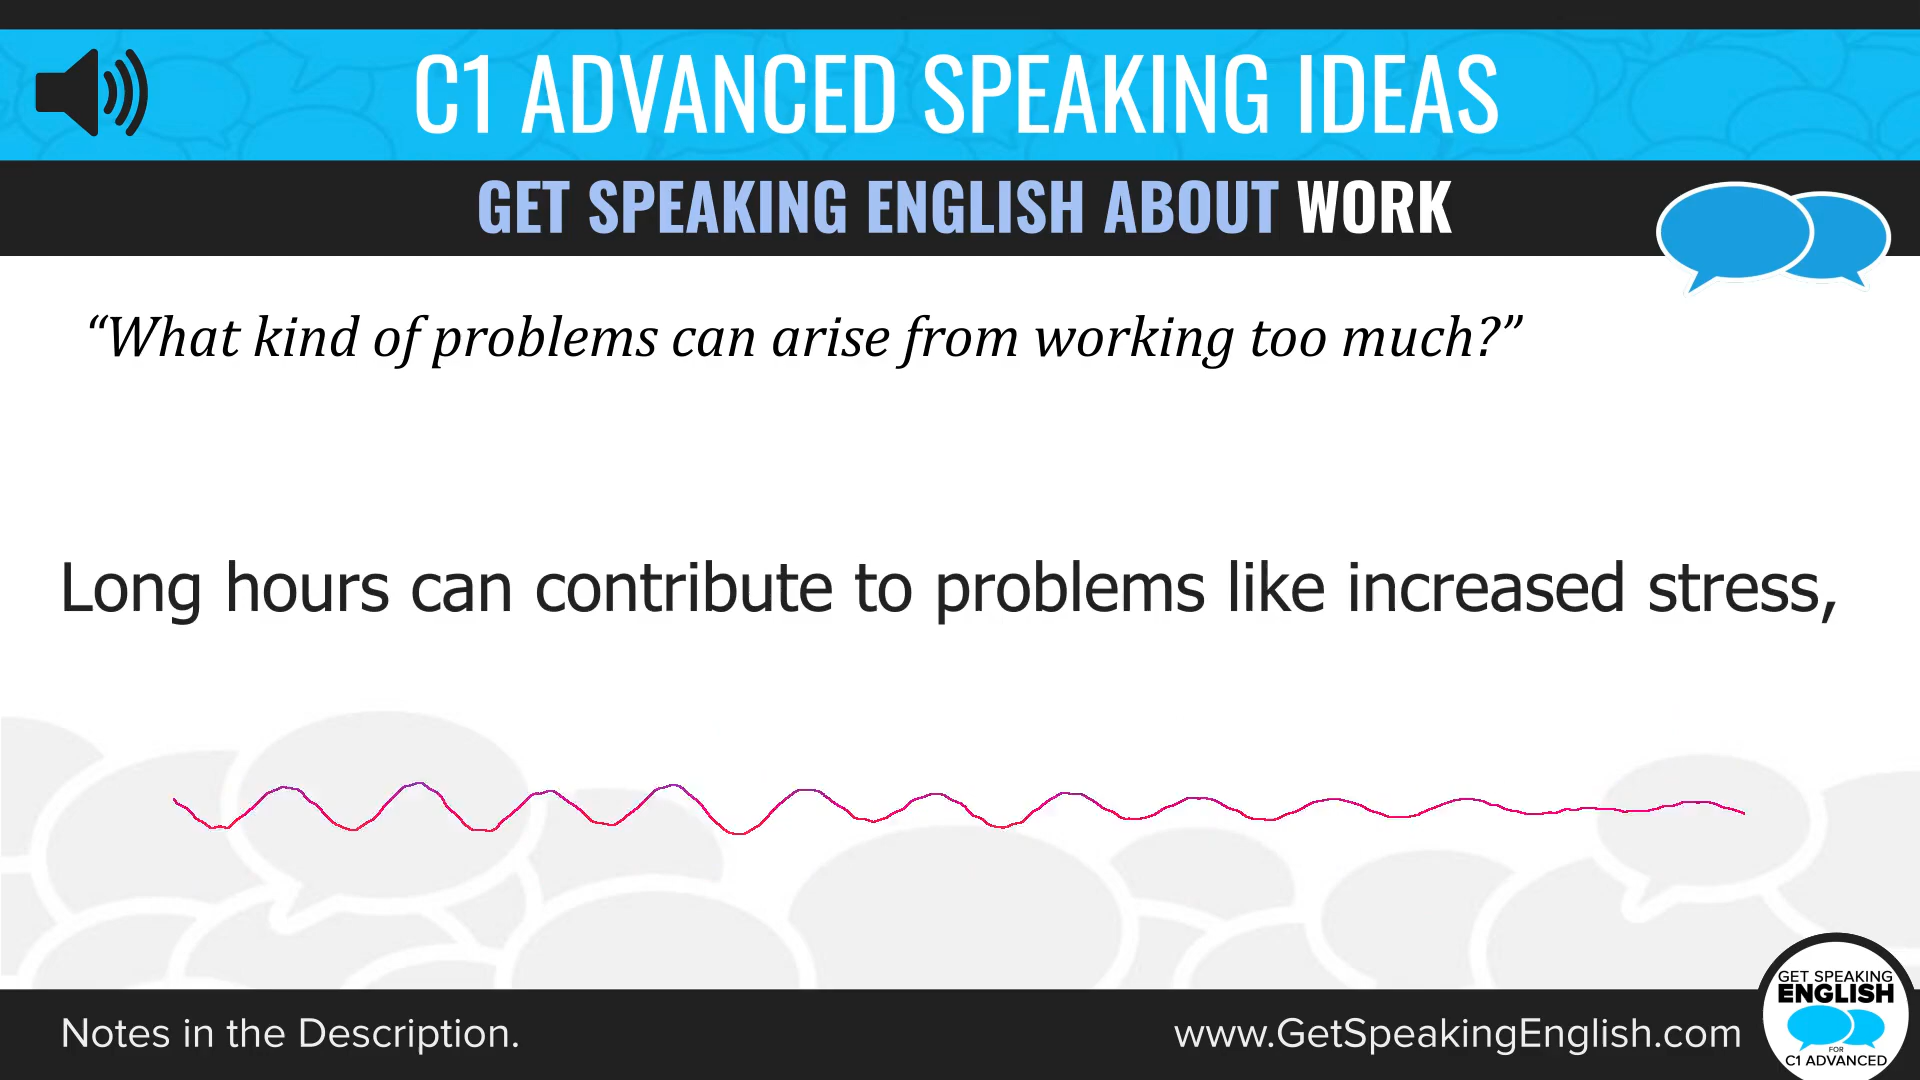 C1 ADVANCED SPEAKING IDEAS
GET SPEAKING ENGLISH ABOUT WORK
“What kind of problems can arise from working too much?”
Long hours can contribute to problems like increased stress,
Notes in the Description.
www.GetSpeakingEnglish.com
GET SPEAKING
ENGLISH
FOR
C1 ADVANCED